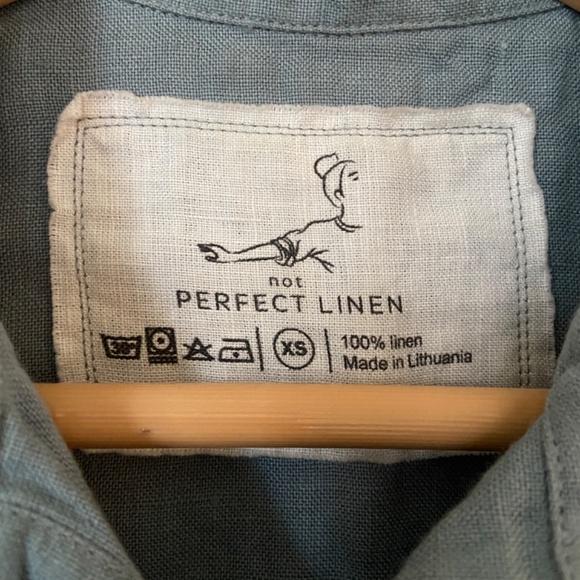 not
PERFECT LINEN
30°
XS
100% linen
Made in Lithuania